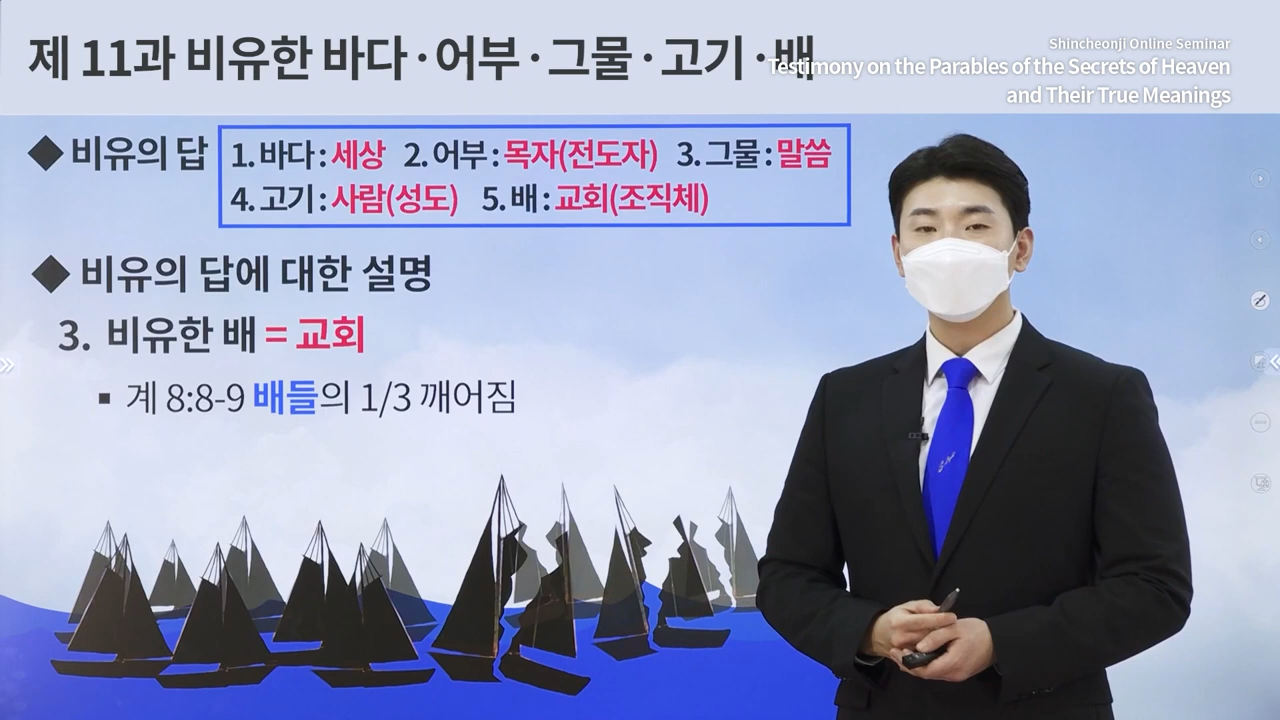 제 11과 비유한 바다·어부·그물·고기·배
Shincheonji Online Seminar
Testimony on the Parables of the Secrets of Heaven
and Their True Meanings
◆ 비유의 답
1. 바다 : 세상 2. 어부 : 목자(전도자) 3. 그물 : 말씀
4. 고기 : 사람(성도) 5. 배 : 교회(조직체)
◆ 비유의 답에 대한 설명
3. 비유한 배 = 교회
▪ 계 8:8-9 배들의 1/3 깨어짐